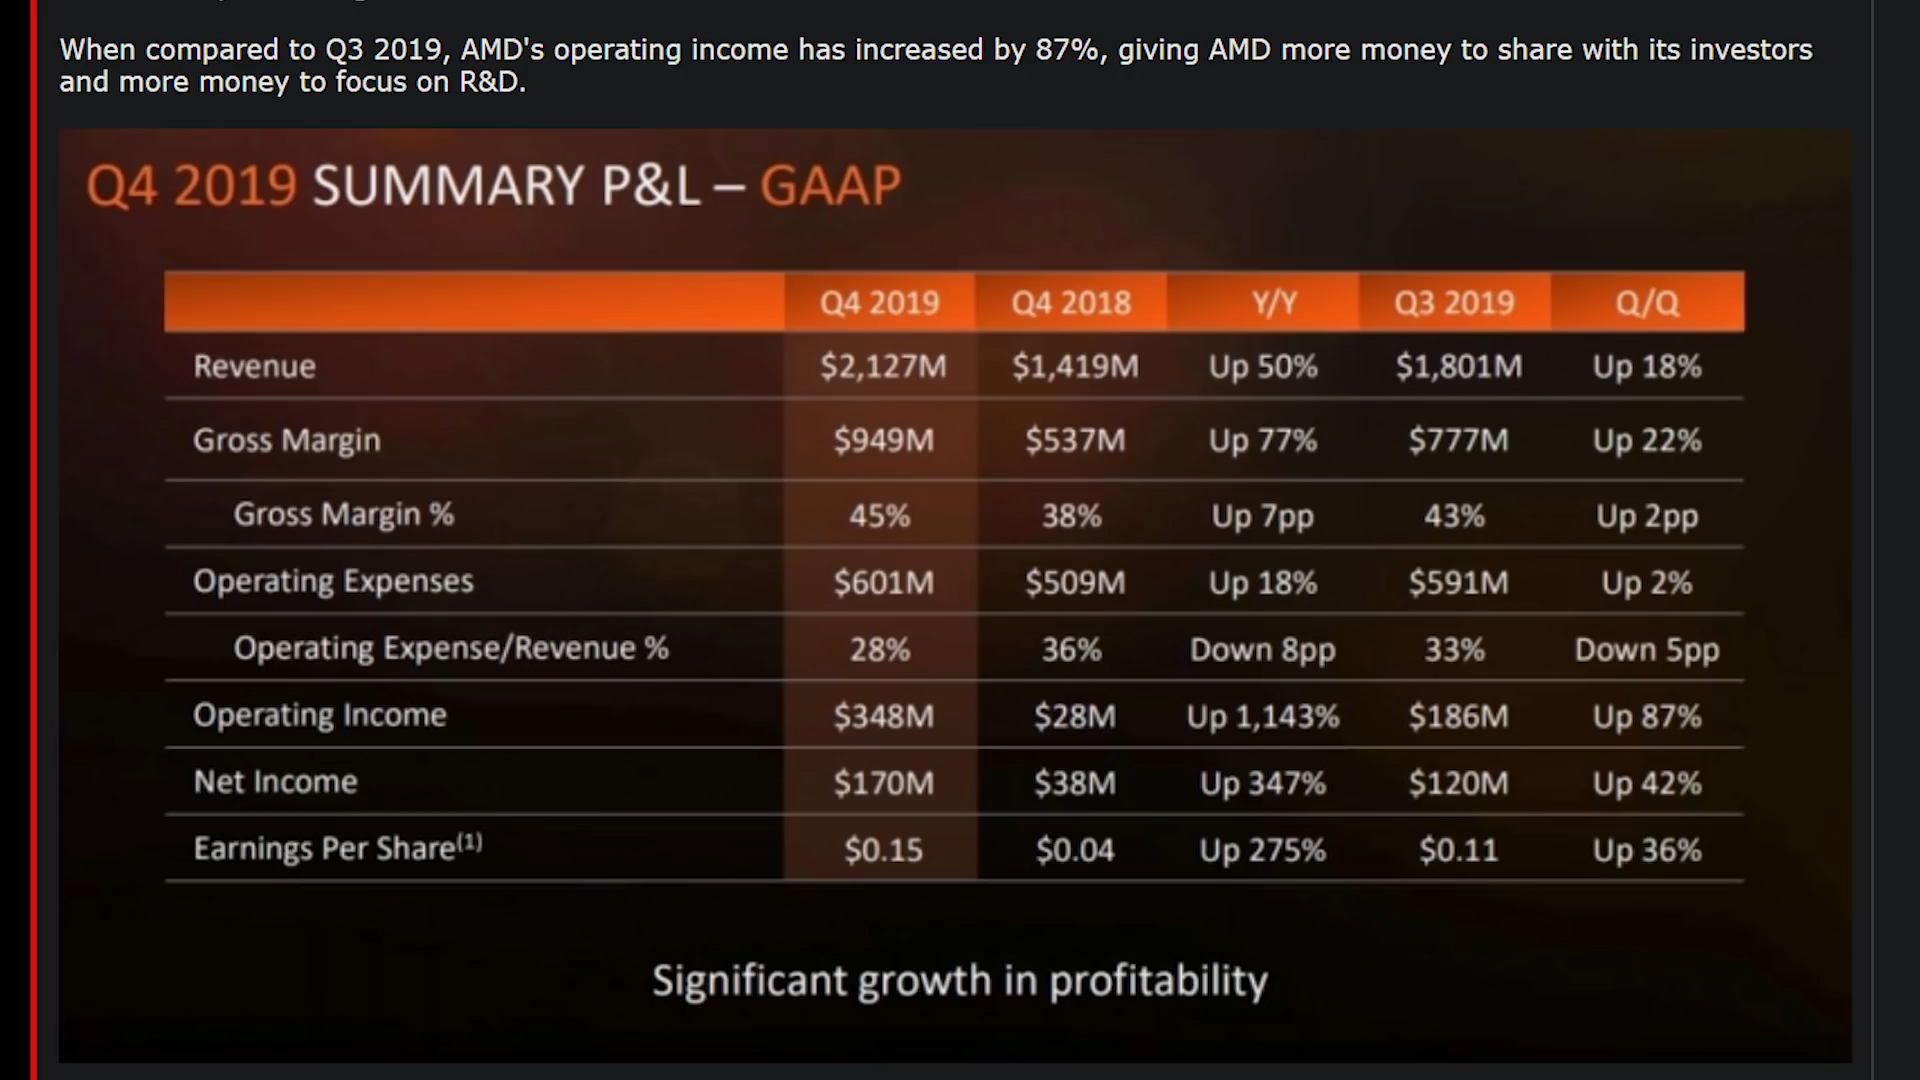 When compared to Q3 2019, AMD's operating income has increased by 87%, giving AMD more money to share with its investors
and more money to focus on R&D.
Q4 2019 SUMMARY P&L – GAAP
Q4 2019 Q4 2018 Y/Y Q3 2019 Q/Q
Revenue $2,127M $1,419M Up 50% $1,801M Up 18%
Gross Margin $949M $537M Up 77% $777M Up 22%
Gross Margin % 45% 38% Up 7pp 43% Up 2pp
Operating Expenses $601M $509M Up 18% $591M Up 2%
Operating Expense/Revenue % 28% 36% Down 8pp 33% Down 5pp
Operating Income $348M $28M Up 1,143% $186M Up 87%
Net Income $170M $38M Up 347% $120M Up 42%
Earnings Per Share(1) $0.15 $0.04 Up 275% $0.11 Up 36%
Significant growth in profitability